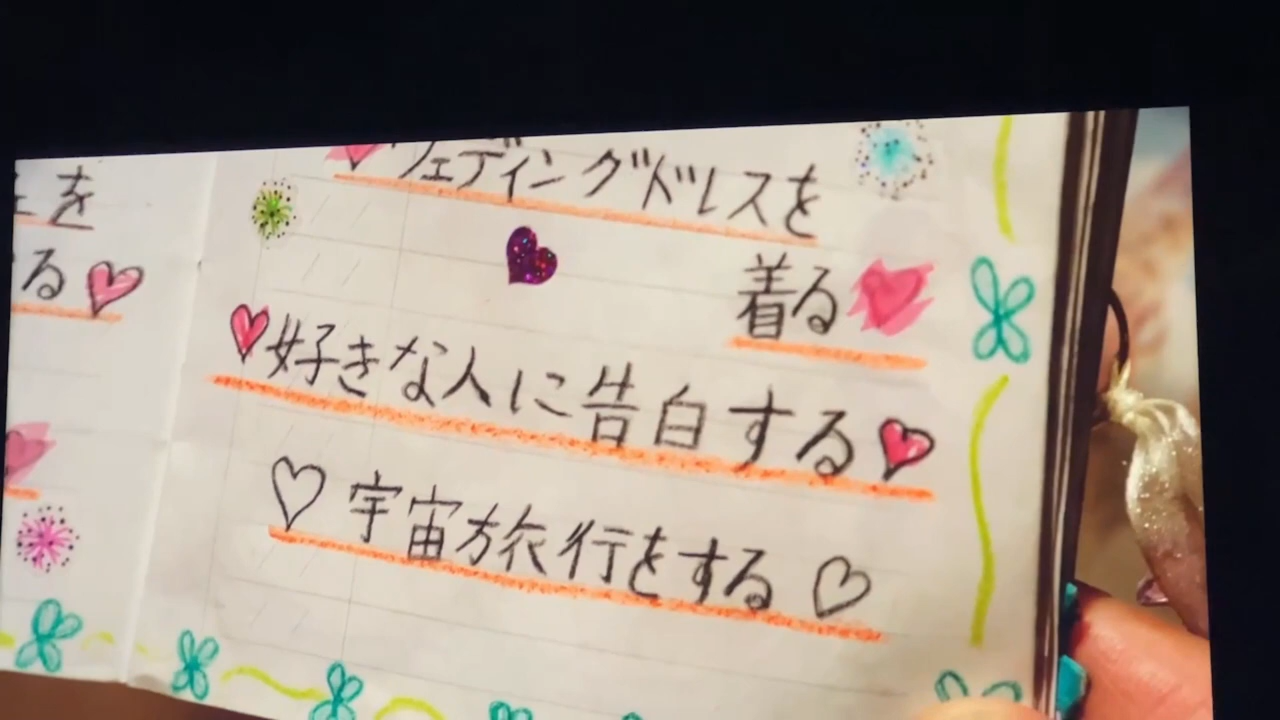 を
る
ウェディングドレスを
着る
好きな人に告白する
宇宙旅行をする